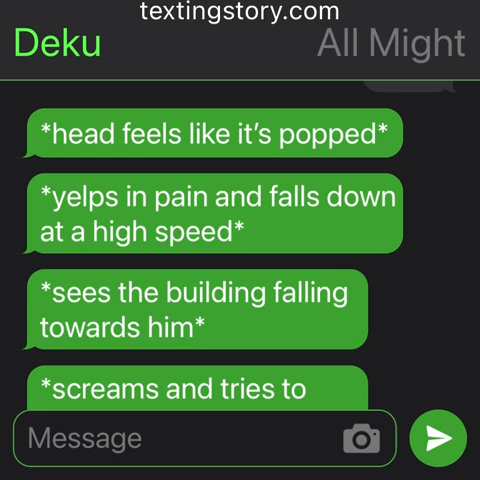 textingstory.com
Deku All Might
*head feels like it’s popped*
*yelps in pain and falls down
at a high speed*
*sees the building falling
towards him*
*screams and tries to
Message